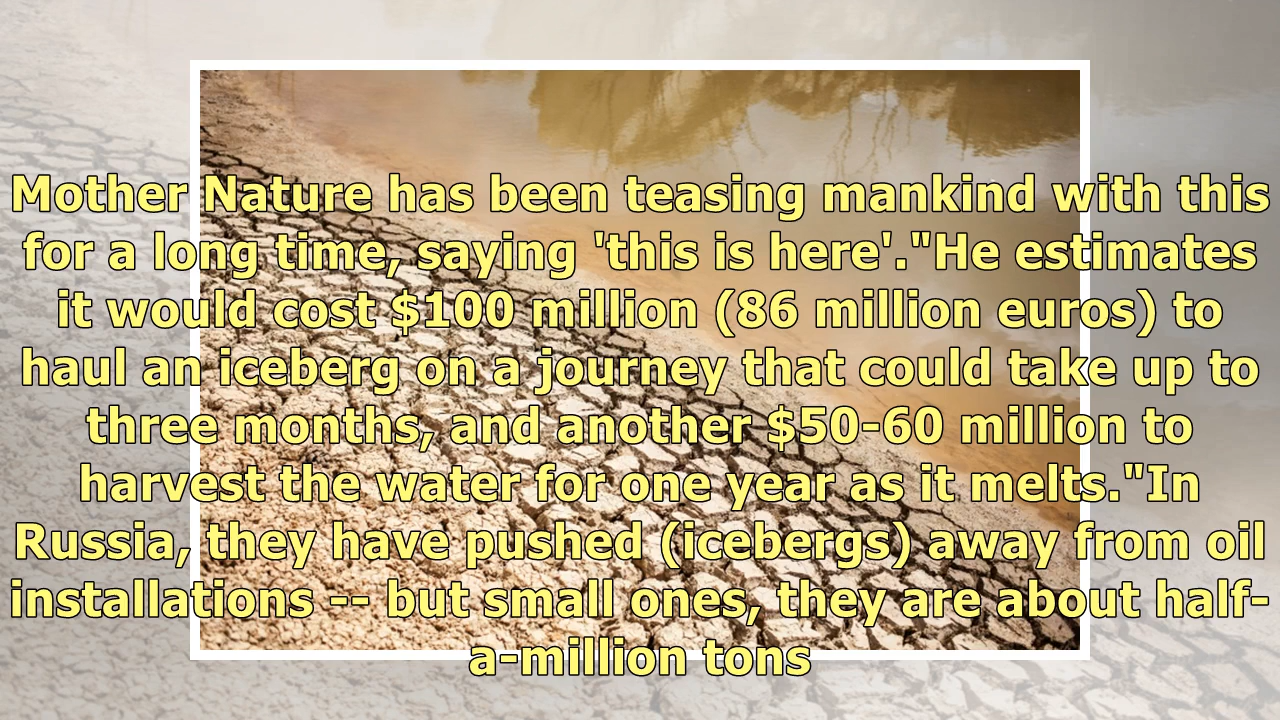 Mother Nature has been teasing mankind with this
for a long time, saying 'this is here'."He estimates
it would cost $100 million (86 million euros) to
haul an iceberg on a journey that could take up to
three months, and another $50-60 million to
harvest the water for one year as it melts."In
Russia, they have pushed (icebergs) away from oil
installations -- but small ones, they are about half-
a-million tons